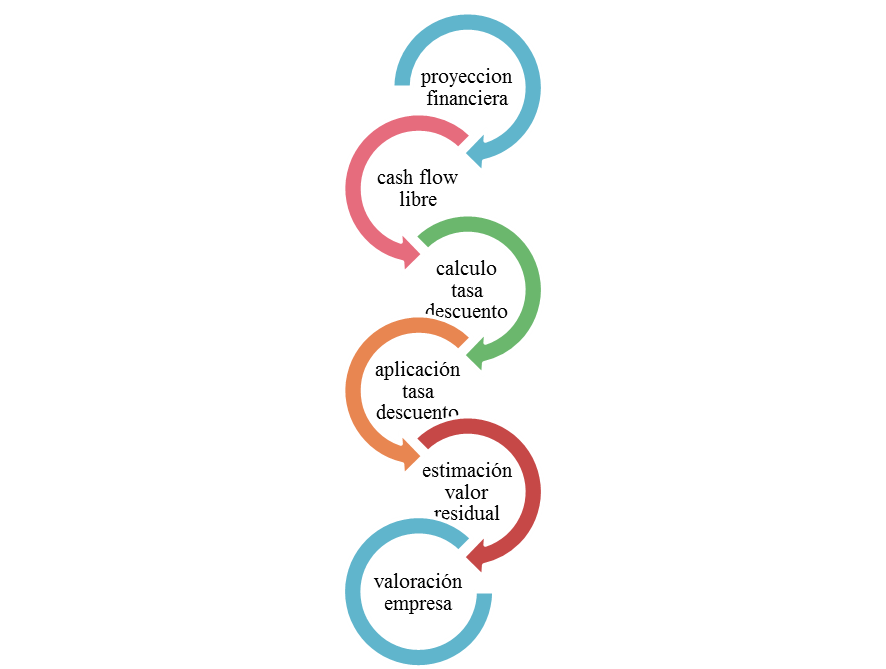 proyeccion
financiera
cash flow
libre
calculo
tasa
descuento
aplicación
tasa
descuento
estimación
valor
residual
valoración
empresa